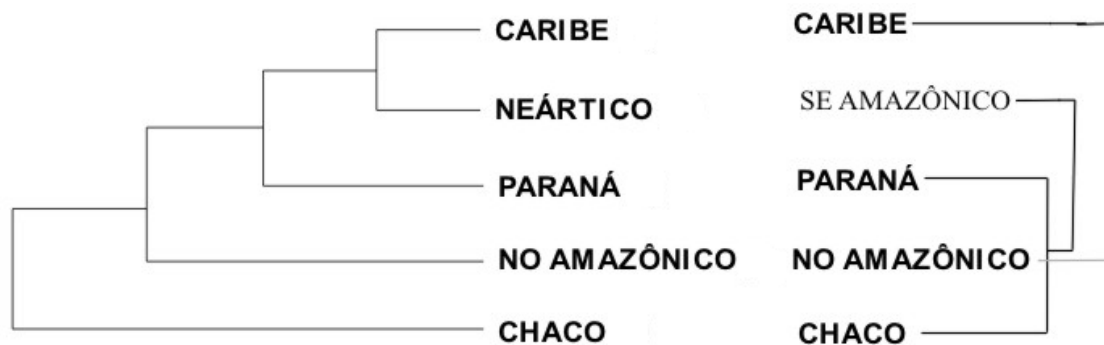 CARIBE
NEÁRTICO
PARANÁ
NO AMAZÔNICO
CHACO
CARIBE
SE AMAZÔNICO
PARANÁ
NO AMAZÔNICO
CHACO